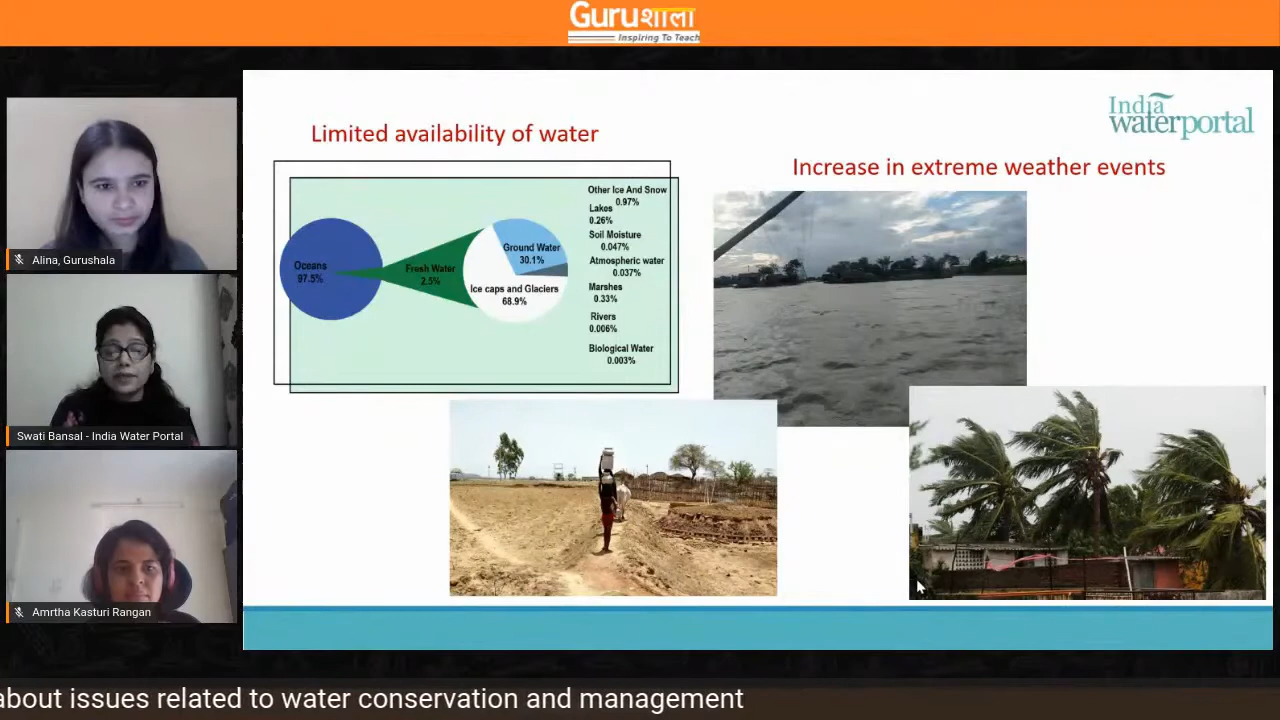 Guruशाला
Inspiring To Teach
India
waterportal
Limited availability of water
Increase in extreme weather events
Oceans
97.5%
Fresh Water
2.5%
Ground Water
30.1%
Ice caps and Glaciers
68.9%
Other Ice And Snow
0.97%
Lakes
0.26%
Soil Moisture
0.047%
Atmospheric water
0.037%
Marshes
0.33%
Rivers
0.006%
Biological Water
0.003%
Alina, Gurushala
Swati Bansal - India Water Portal
Amrtha Kasturi Rangan
about issues related to water conservation and management